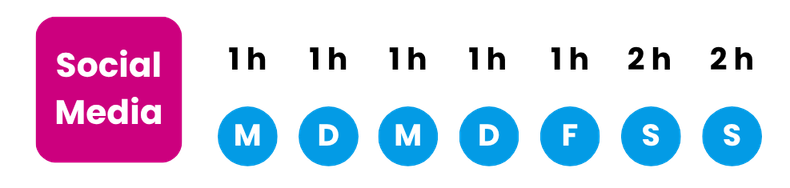 Social
Media
1h 1h 1h 1h 1h 2h 2h
M D M D F S S